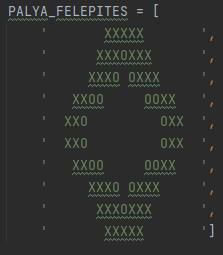 PALYA_FELEPITES = [
    '       XXXXX       ',
    '      XXXOXXX      ',
    '     XXXO OXXX     ',
    '   XXOO     OOXX   ',
    '  XXO         OXX  ',
    '  XXO         OXX  ',
    '   XXOO     OOXX   ',
    '     XXXO OXXX     ',
    '      XXXOXXX      ',
    '       XXXXX       ']